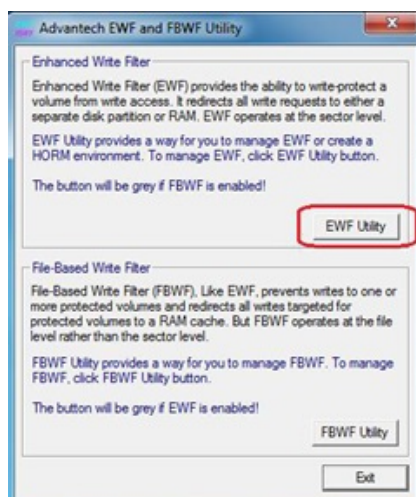 Advantech EWF and FBWF Utility
Enhanced Write Filter
Enhanced Write Filter (EWF) provides the ability to write-protect a
volume from write access. It redirects all write requests to either a
separate disk partition or RAM. EWF operates at the sector level.
EWF Utility provides a way for you to manage EWF or create a
HORM environment. To manage EWF, click EWF Utility button.
The button will be grey if FBWF is enabled!
EWF Utility
File-Based Write Filter
File-Based Write Filter (FBWF), Like EWF, prevents writes to one or
more protected volumes and redirects all writes targeted for
protected volumes to a RAM cache. But FBWF operates at the file
level rather than the sector level.
FBWF Utility provides a way for you to manage FBWF. To manage
FBWF, click FBWF Utility button.
The button will be grey if EWF is enabled!
FBWF Utility
Exit